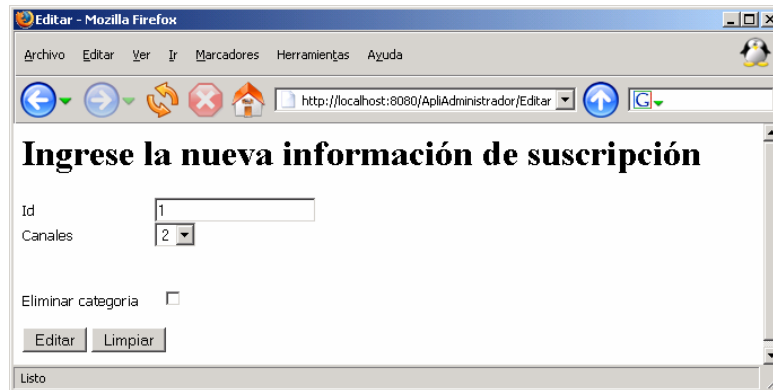 Editar - Mozilla Firefox
Archivo Editar Ver Ir Marcadores Herramientas Ayuda
http://localhost:8080/ApliAdministrador/Editar G
Ingrese la nueva información de suscripción
Id 1
Canales 2
Eliminar categoria
Editar Limpiar
Listo